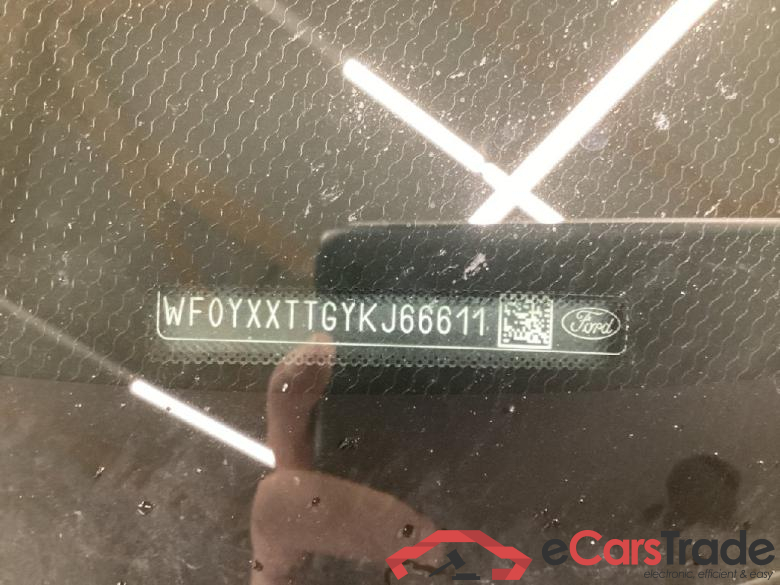 WF0YXXTTGYKJ66611
Ford
eCarsTrade
electronic, efficient & easy